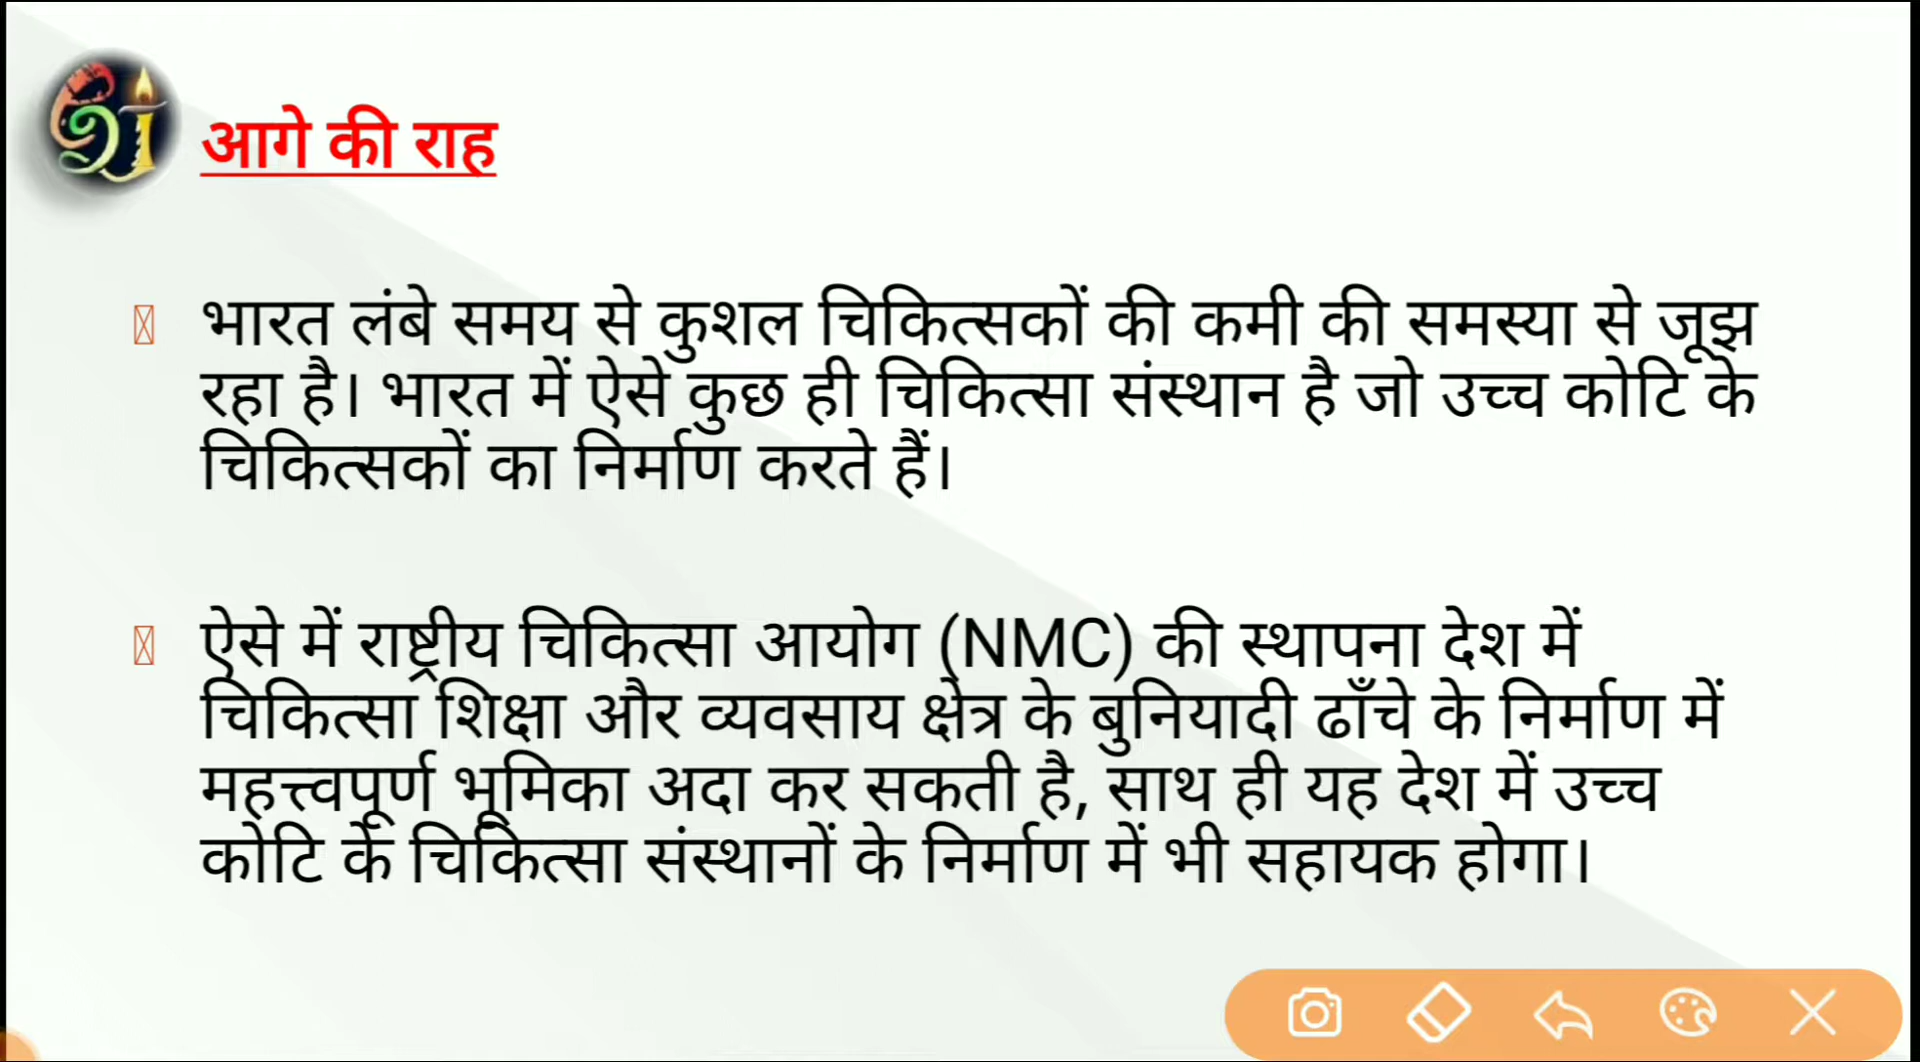 आगे की राह
भारत लंबे समय से कुशल चिकित्सकों की कमी की समस्या से जूझ
रहा है। भारत में ऐसे कुछ ही चिकित्सा संस्थान है जो उच्च कोटि के
चिकित्सकों का निर्माण करते हैं।
ऐसे में राष्ट्रीय चिकित्सा आयोग (NMC) की स्थापना देश में
चिकित्सा शिक्षा और व्यवसाय क्षेत्र के बुनियादी ढाँचे के निर्माण में
महत्त्वपूर्ण भूमिका अदा कर सकती है, साथ ही यह देश में उच्च
कोटि के चिकित्सा संस्थानों के निर्माण में भी सहायक होगा।